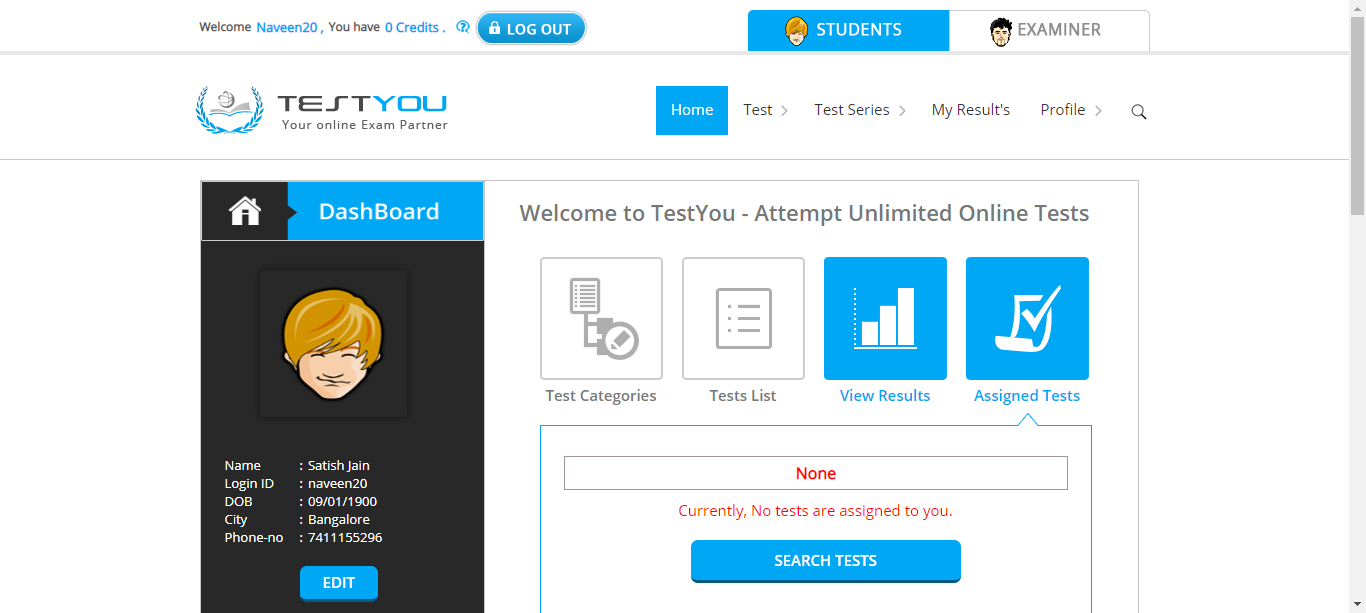 Welcome Naveen20 , You have 0 Credits . LOG OUT
STUDENTS
EXAMINER
TESTYOU
Your online Exam Partner
Home Test Test Series My Result's Profile
DashBoard
Name : Satish Jain
Login ID : naveen20
DOB : 09/01/1900
City : Bangalore
Phone-no : 7411155296
EDIT
Welcome to TestYou - Attempt Unlimited Online Tests
Test Categories Tests List View Results Assigned Tests
None
Currently, No tests are assigned to you.
SEARCH TESTS